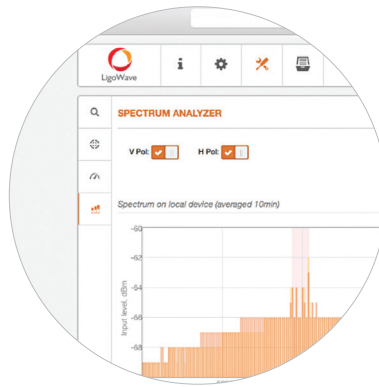 LigoWave
SPECTRUM ANALYZER
V Pol:
H Pol:
Spectrum on local device (averaged 10min)
-60
-62
-64
-66
-68
Input level, dBm